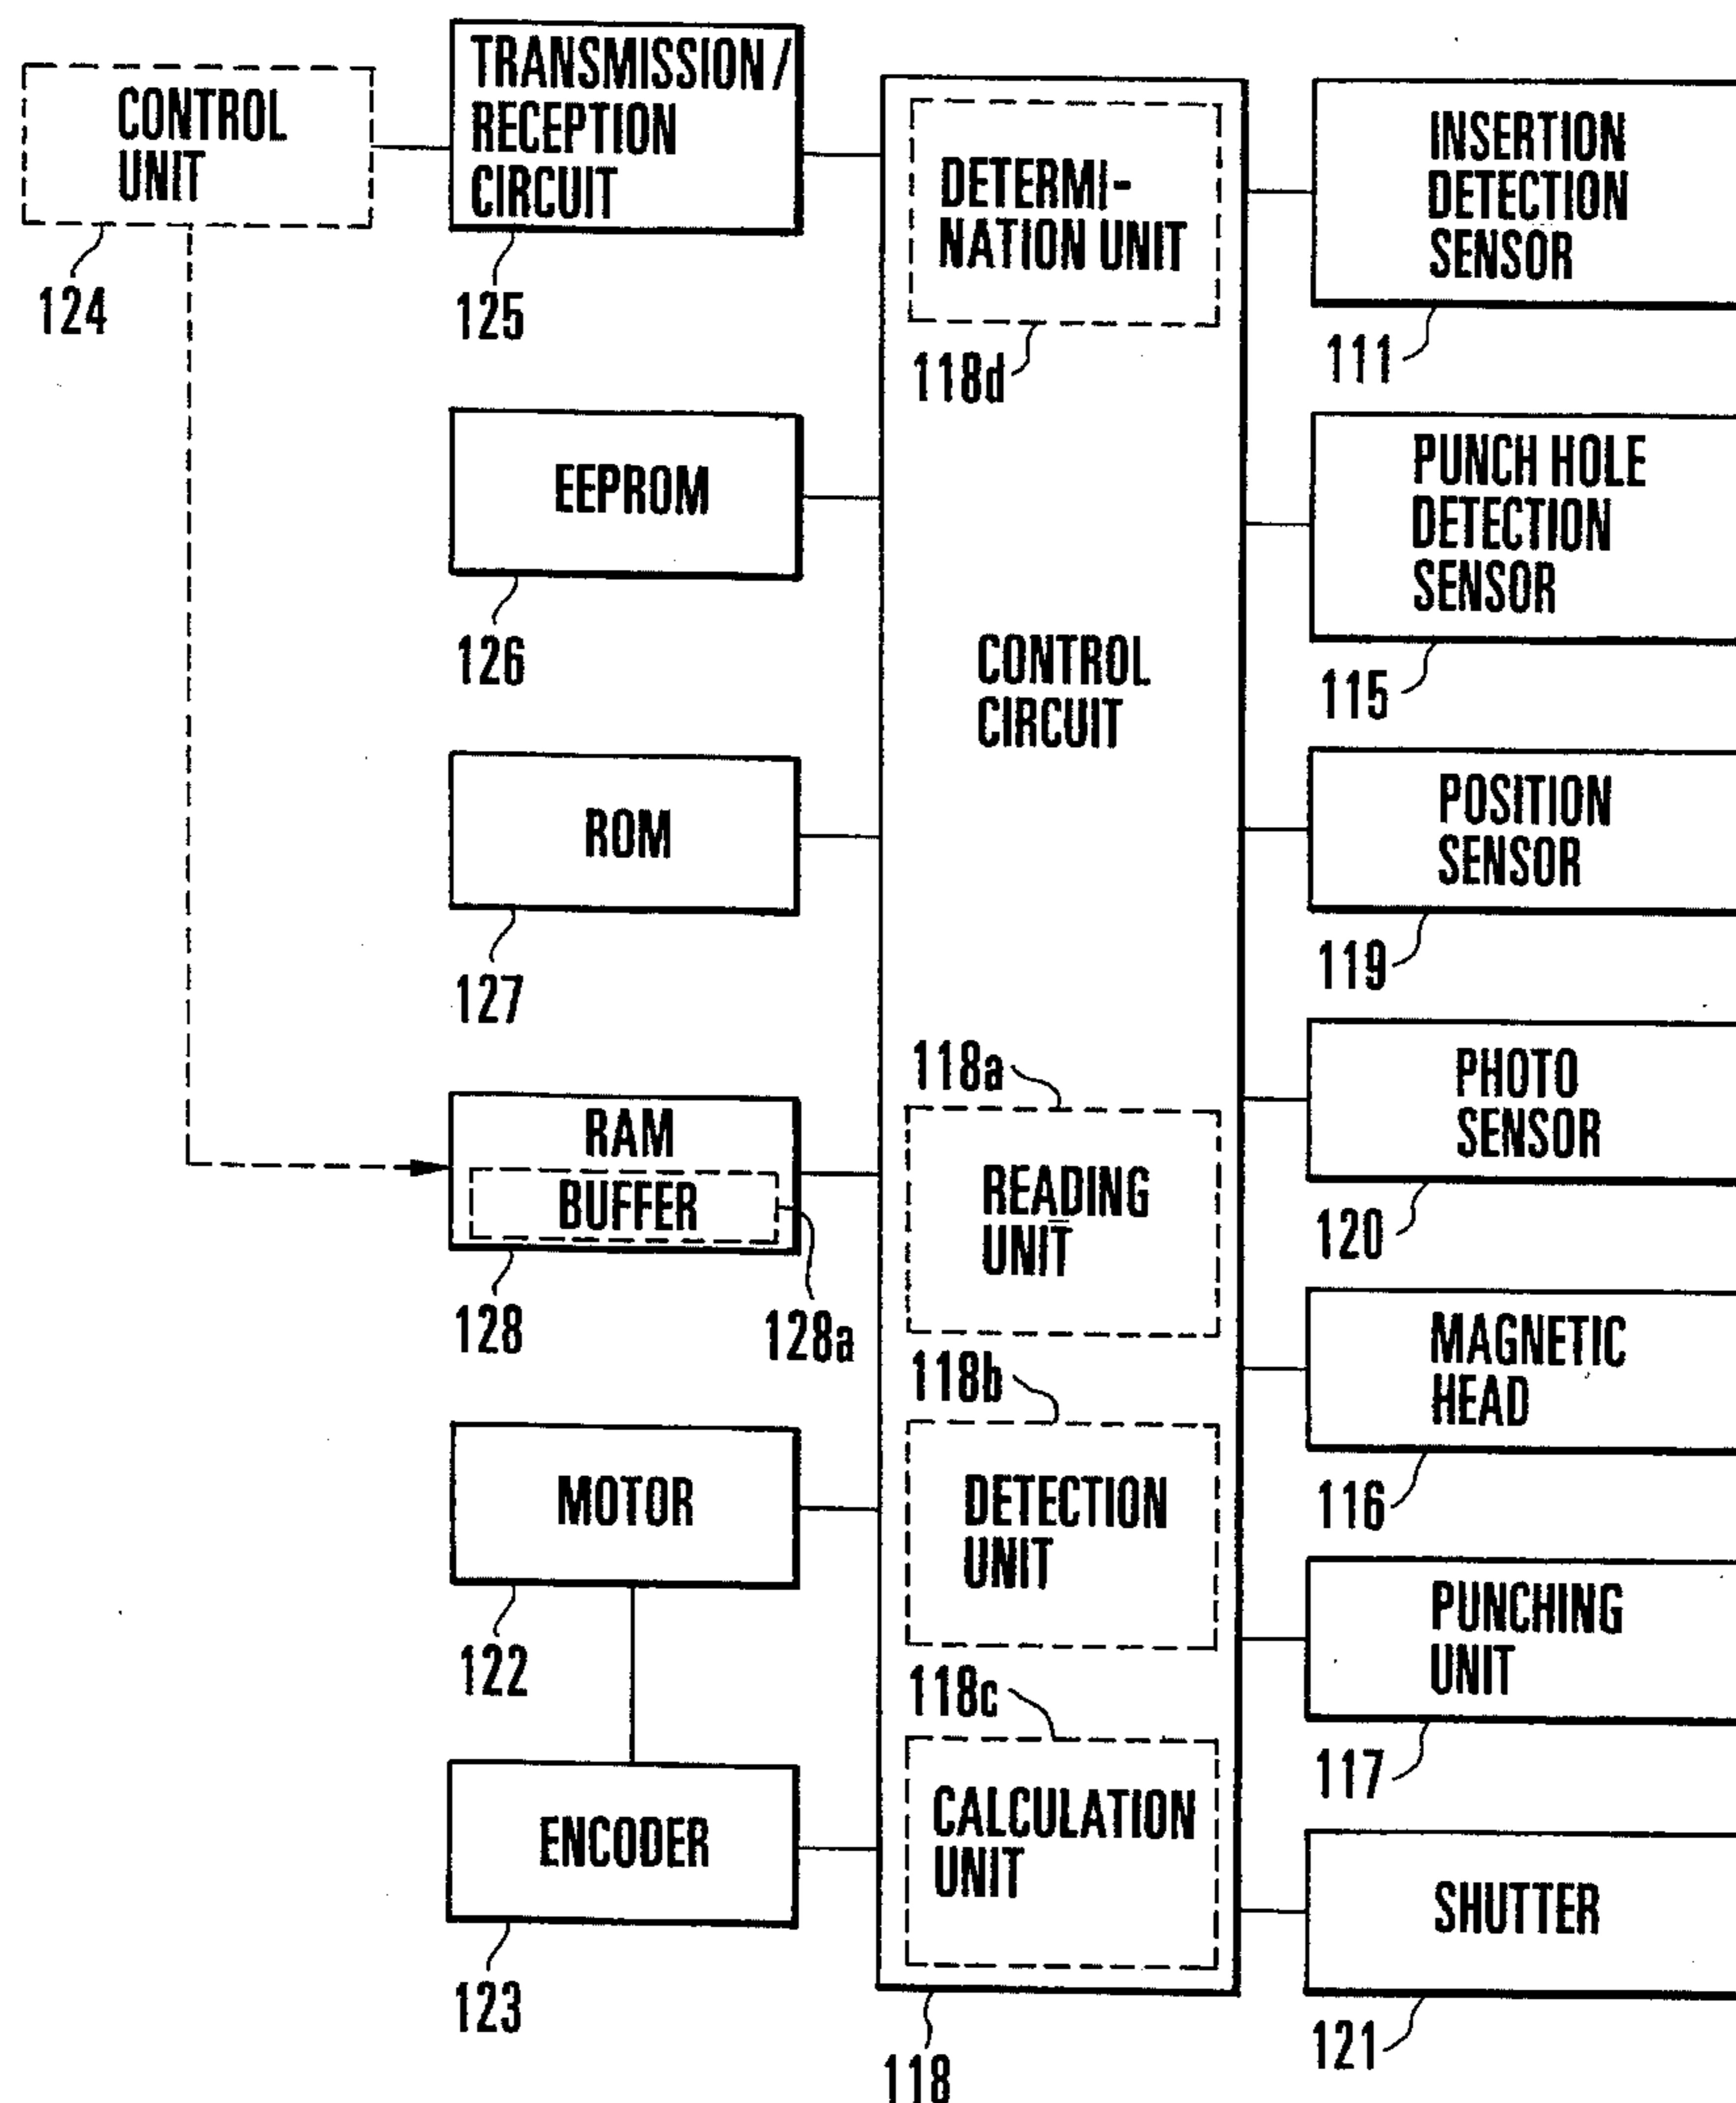 CONTROL
UNIT
124
TRANSMISSION/
RECEPTION
CIRCUIT
125
EEPROM
126
ROM
127
RAM
BUFFER
128
128a
MOTOR
122
ENCODER
123
DETERMI-
NATION UNIT
118d
CONTROL
CIRCUIT
118a
READING
UNIT
118b
DETECTION
UNIT
118c
CALCULATION
UNIT
118
INSERTION
DETECTION
SENSOR
111
PUNCH HOLE
DETECTION
SENSOR
115
POSITION
SENSOR
119
PHOTO
SENSOR
120
MAGNETIC
HEAD
116
PUNCHING
UNIT
117
SHUTTER
121